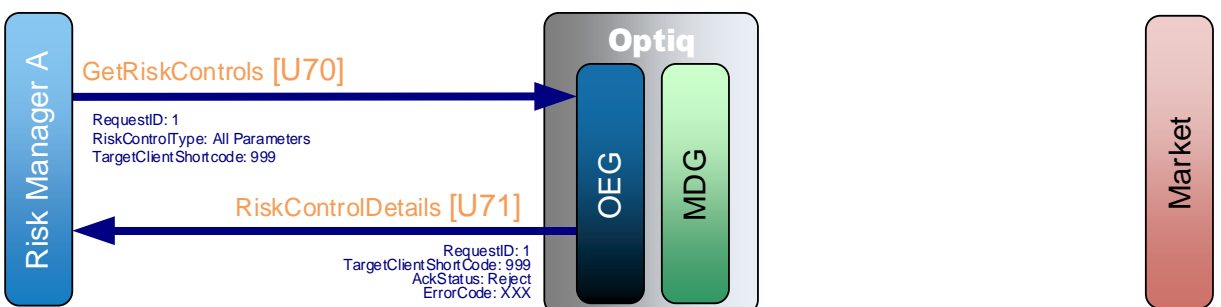 Risk Manager A
GetRiskControls [U70]
RequestID: 1
RiskControlType: All Parameters
TargetClientShortcode: 999
RiskControlDetails [U71]
RequestID: 1
TargetClientShortCode: 999
AckStatus: Reject
ErrorCode: XXX
Optiq
OEG
MDG
Market